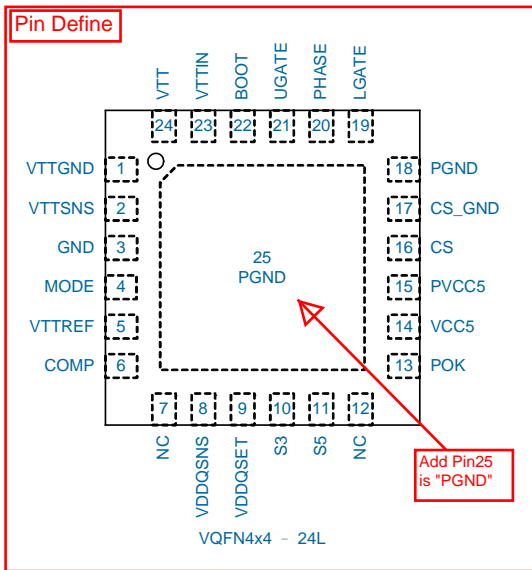 Pin Define
VTT
VTTIN
BOOT
UGATE
PHASE
LGATE
24 23 22 21 20 19
VTTGND 1
VTTSNS 2
GND 3
MODE 4
VTTREF 5
COMP 6
18 PGND
17 CS_GND
16 CS
15 PVCC5
14 VCC5
13 POK
25
PGND
7 8 9 10 11 12
NC
VDDQSNS
VDDQSET
S3
S5
NC
Add Pin25
is "PGND"
VQFN4x4 - 24L